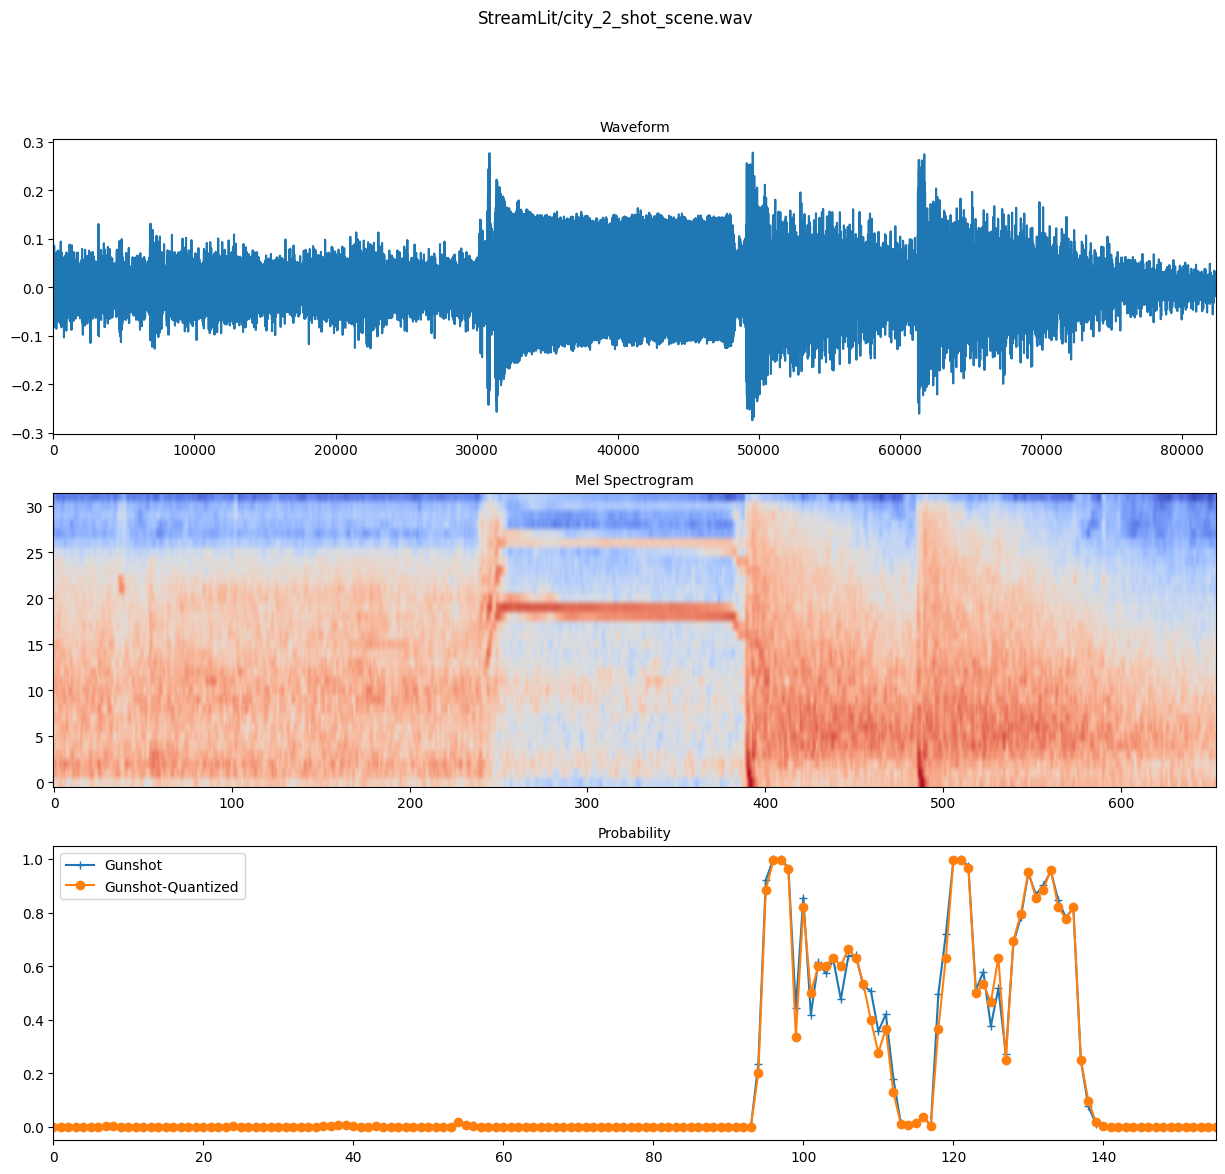 StreamLit/city_2_shot_scene.wav
Waveform
0.3
0.2
0.1
0.0
−0.1
−0.2
−0.3
0 10000 20000 30000 40000 50000 60000 70000 80000
Mel Spectrogram
30
25
20
15
10
5
0
0 100 200 300 400 500 600
Probability
1.0
0.8
0.6
0.4
0.2
0.0
Gunshot
Gunshot-Quantized
0 20 40 60 80 100 120 140